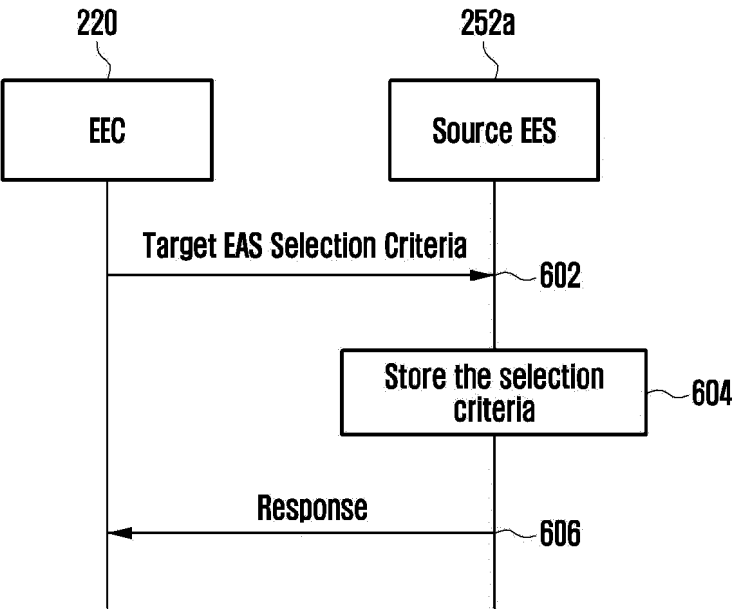 220
252a
EEC
Source EES
Target EAS Selection Criteria
602
Store the selection
criteria
604
Response
606